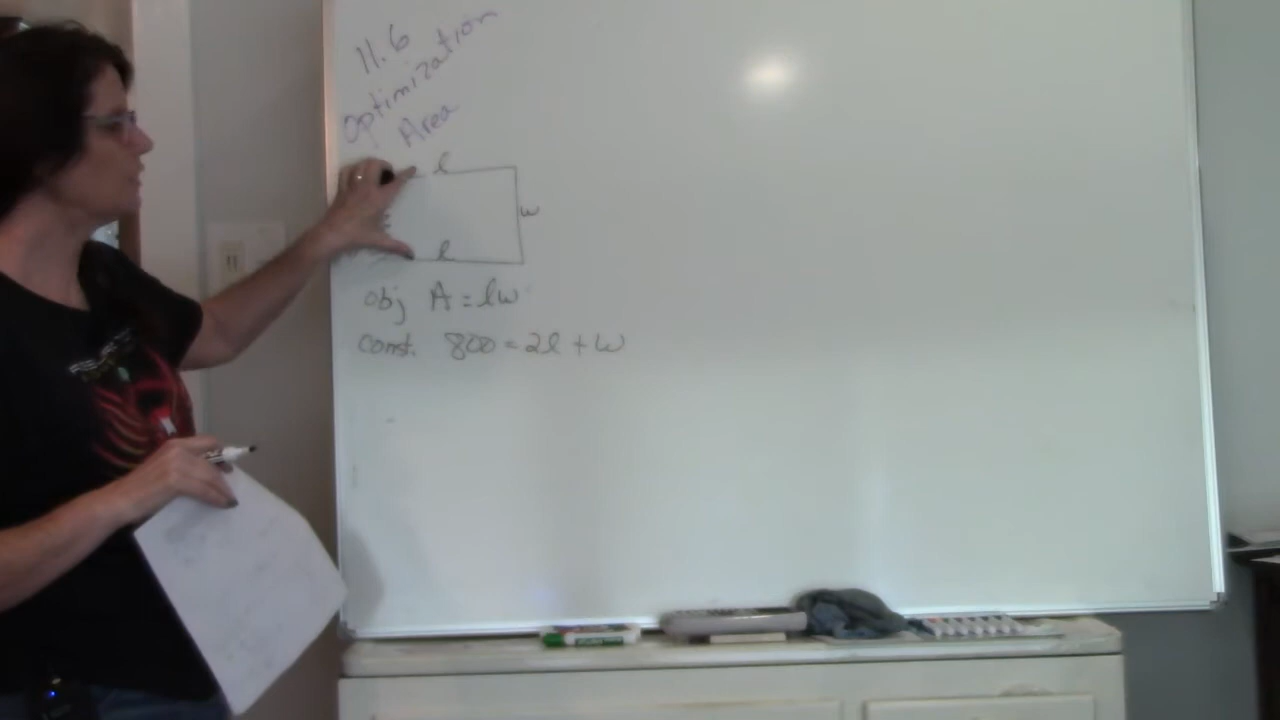 11.6
Optimization
Area
l
w
l
obj A = lw
const. 800 = 2l + w